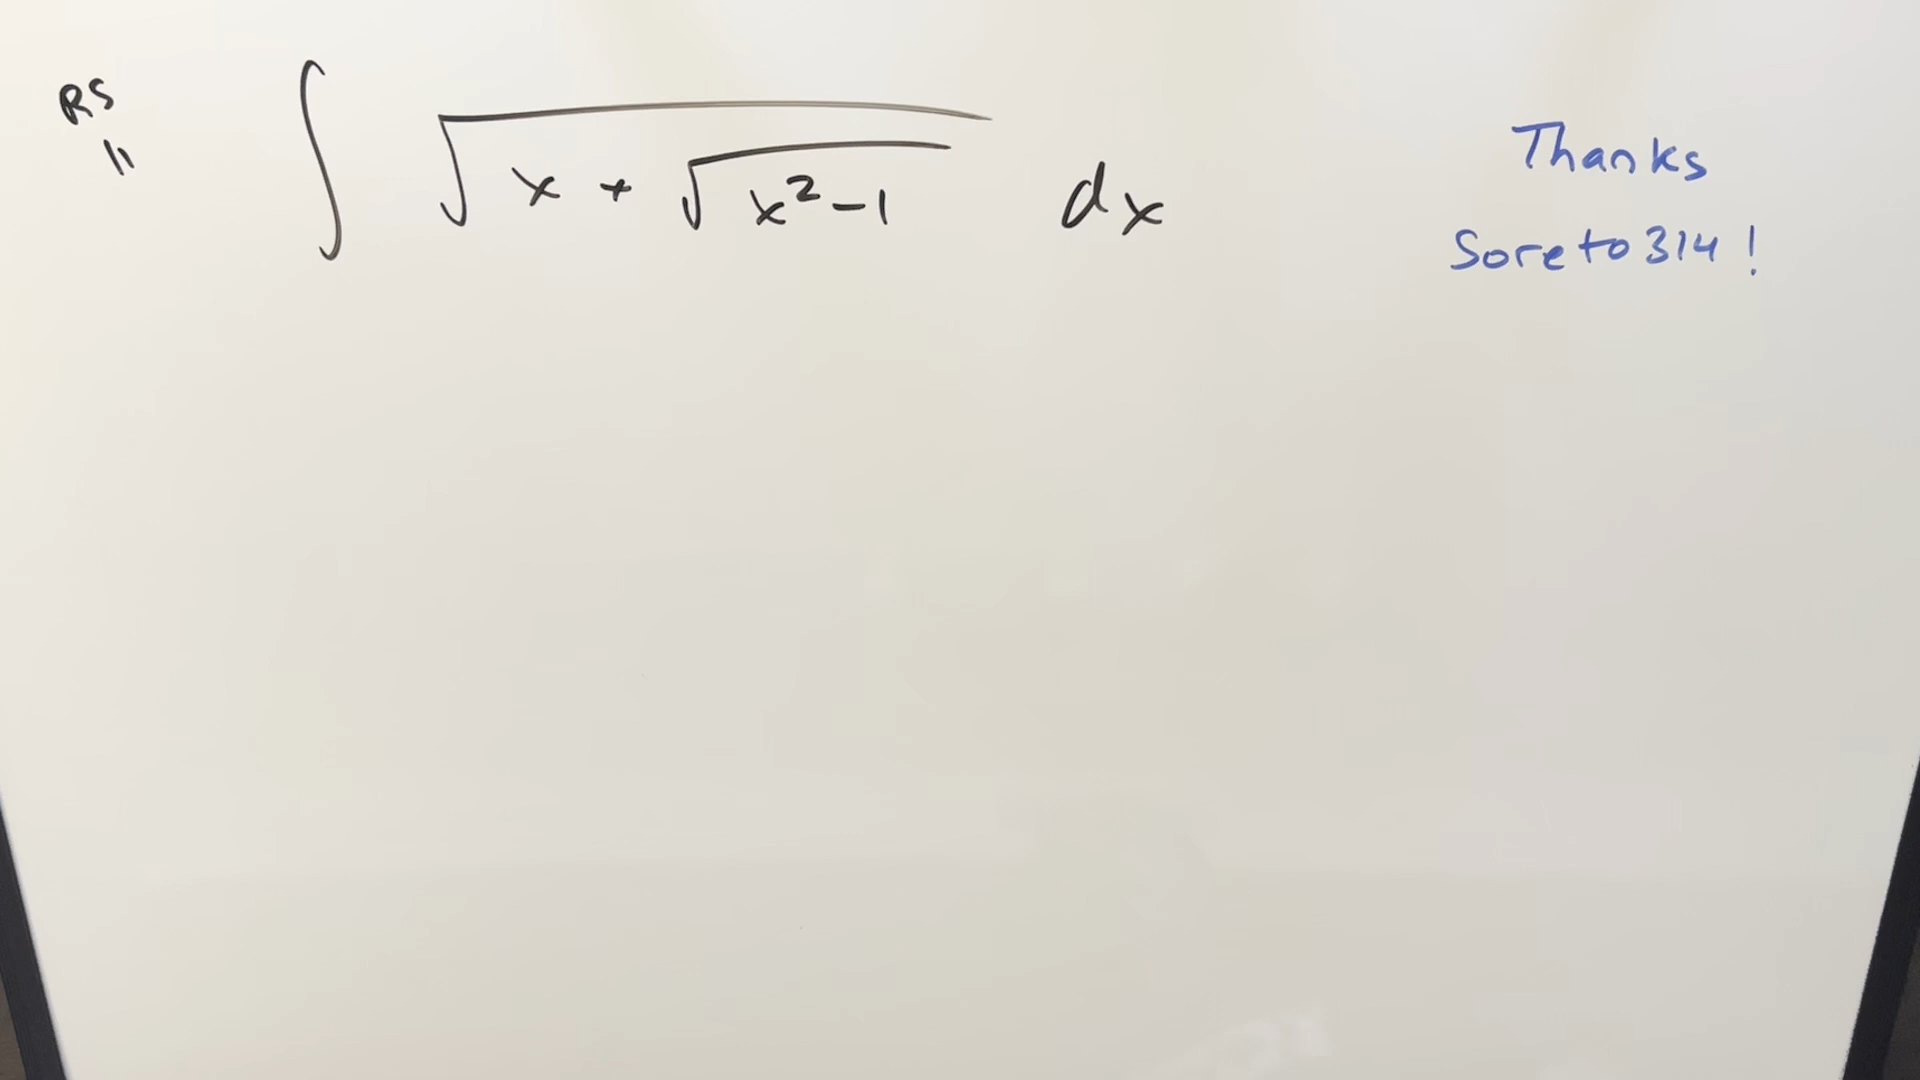 RS
11
∫ √(x + √(x²-1)) dx
Thanks
Soreto314!